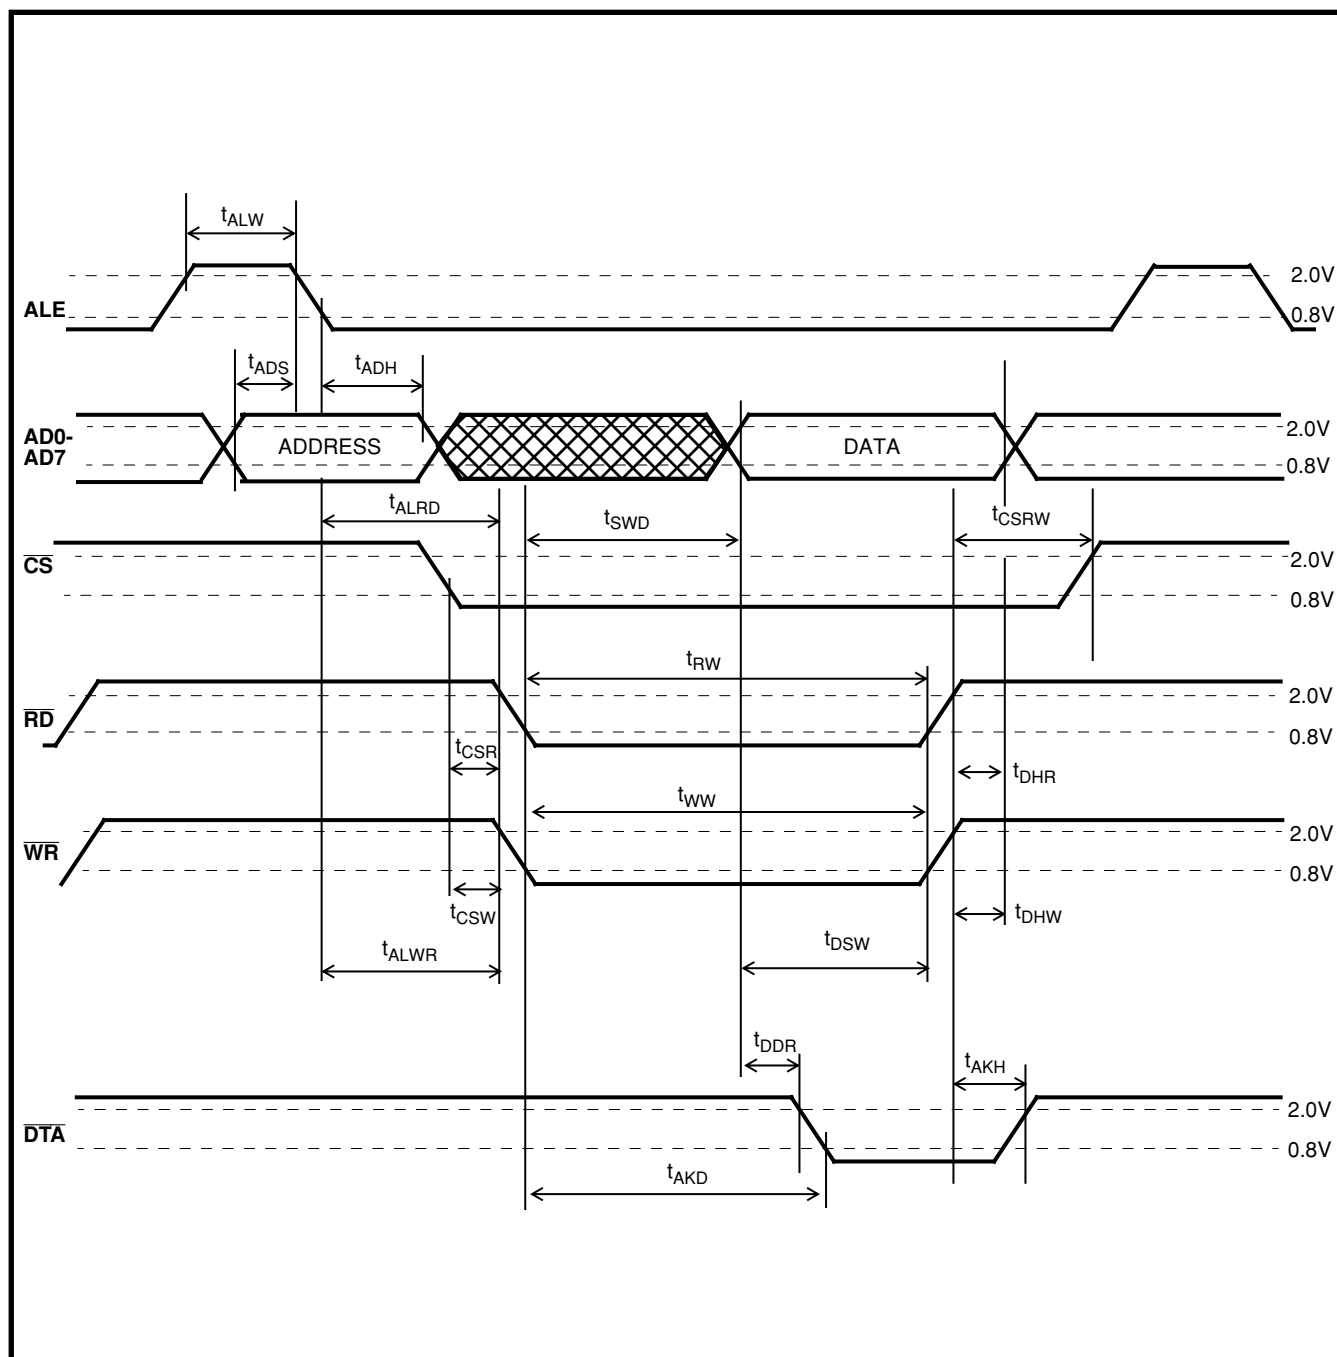 tALW
2.0V
ALE
0.8V
tADS
tADH
AD0-
AD7
ADDRESS
DATA
2.0V
0.8V
tALRD
tSWD
tCSRW
CS
2.0V
0.8V
tRW
RD
2.0V
0.8V
tCSR
tDHR
tWW
WR
2.0V
0.8V
tCSW
tDHW
tALWR
tDSW
tDDR
tAKH
DTA
2.0V
0.8V
tAKD